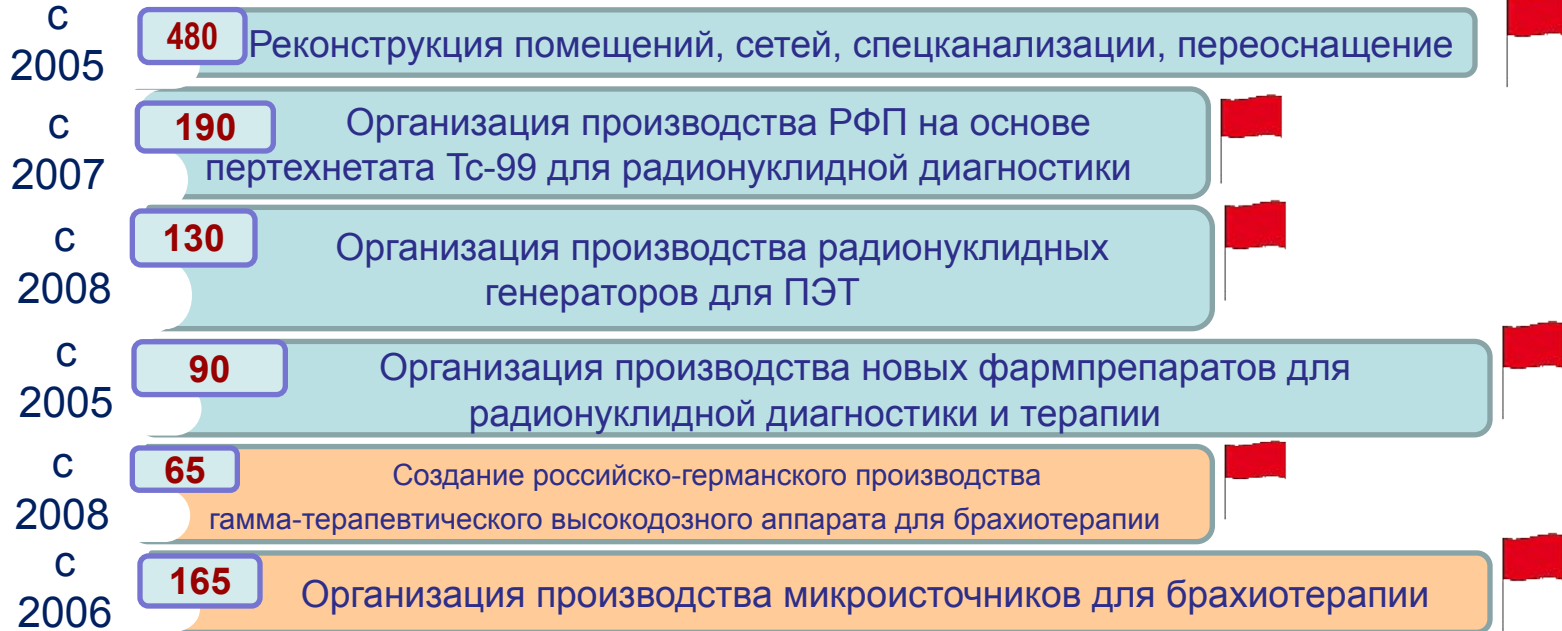 с
2005
480
Реконструкция помещений, сетей, спецканализации, переоснащение
с
2007
190
Организация производства РФП на основе
пертехнетата Тс-99 для радионуклидной диагностики
с
2008
130
Организация производства радионуклидных
генераторов для ПЭТ
с
2005
90
Организация производства новых фармпрепаратов для
радионуклидной диагностики и терапии
с
2008
65
Создание российско-германского производства
гамма-терапевтического высокодозного аппарата для брахиотерапии
с
2006
165
Организация производства микроисточников для брахиотерапии